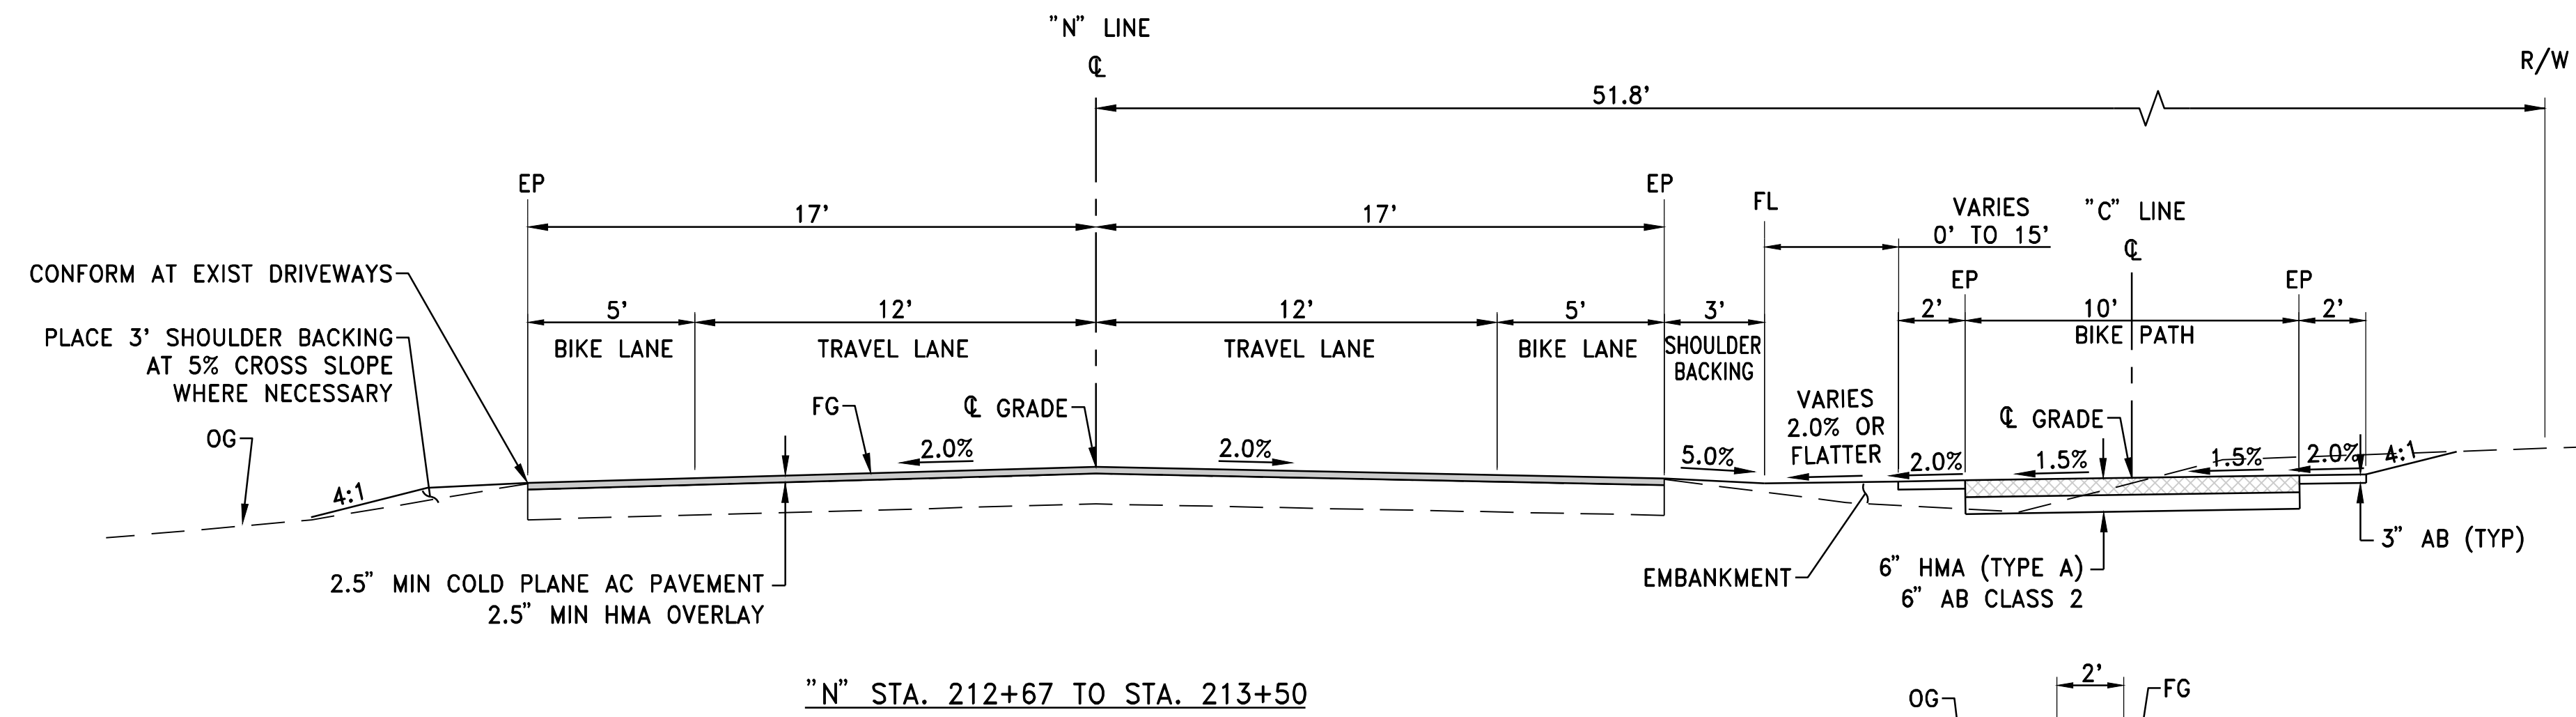 "N" LINE
℄
R/W
51.8'
EP
EP
FL
17'
17'
VARIES
0' TO 15'
"C" LINE
℄
EP
EP
CONFORM AT EXIST DRIVEWAYS
5'
12'
12'
5'
3'
2'
10'
2'
BIKE LANE
TRAVEL LANE
TRAVEL LANE
BIKE LANE
SHOULDER
BACKING
BIKE PATH
PLACE 3' SHOULDER BACKING
AT 5% CROSS SLOPE
WHERE NECESSARY
FG
℄ GRADE
VARIES
2.0% OR
FLATTER
℄ GRADE
OG
2.0%
2.0%
5.0%
2.0%
1.5%
1.5%
2.0%
4:1
4:1
2.5" MIN COLD PLANE AC PAVEMENT
2.5" MIN HMA OVERLAY
EMBANKMENT
6" HMA (TYPE A)
6" AB CLASS 2
3" AB (TYP)
"N" STA. 212+67 TO STA. 213+50
2'
OG
FG